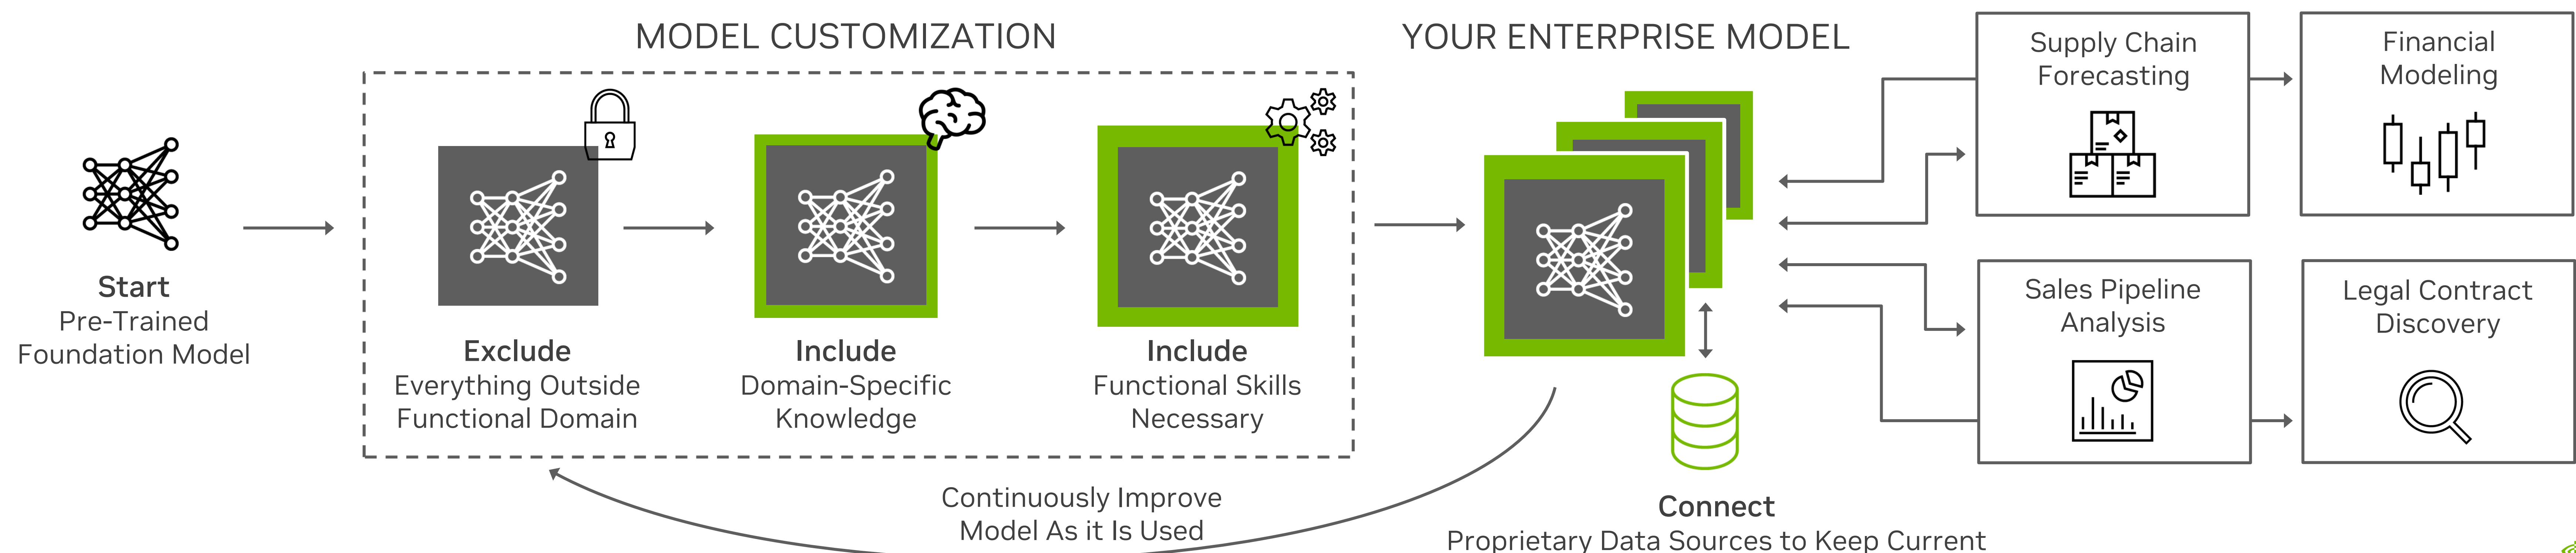 MODEL CUSTOMIZATION
YOUR ENTERPRISE MODEL
Start
Pre-Trained
Foundation Model
Exclude
Everything Outside
Functional Domain
Include
Domain-Specific
Knowledge
Include
Functional Skills
Necessary
Continuously Improve
Model As it Is Used
Connect
Proprietary Data Sources to Keep Current
Supply Chain
Forecasting
Financial
Modeling
Sales Pipeline
Analysis
Legal Contract
Discovery